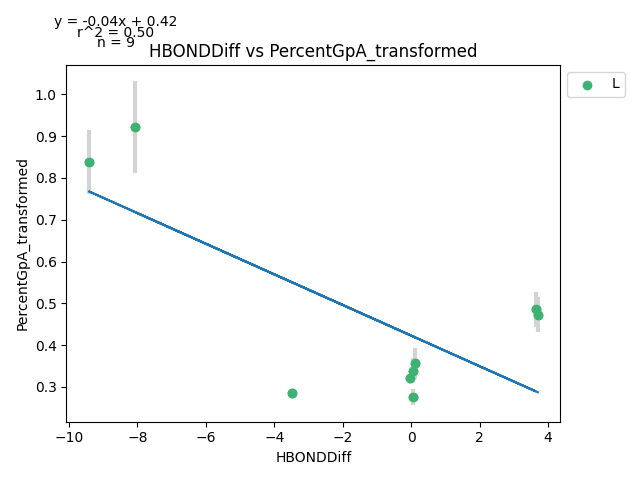 y = -0.04x + 0.42
r^2 = 0.50
n = 9
HBONDDiff vs PercentGpA_transformed
L
PercentGpA_transformed
1.0
0.9
0.8
0.7
0.6
0.5
0.4
0.3
−10
−8
−6
−4
−2
0
2
4
HBONDDiff